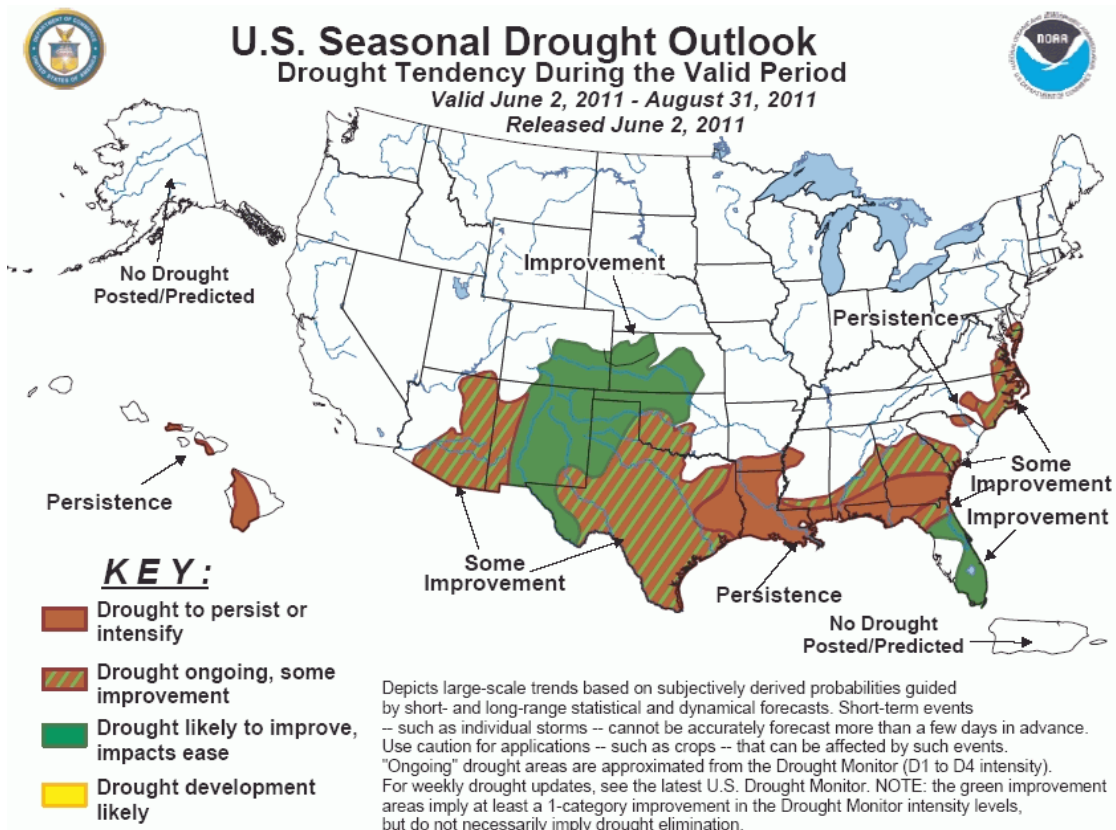 U.S. Seasonal Drought Outlook
Drought Tendency During the Valid Period
Valid June 2, 2011 - August 31, 2011
Released June 2, 2011
DEPARTMENT OF COMMERCE
UNITED STATES OF AMERICA
NOAA
No Drought
Posted/Predicted
Improvement
Persistence
Persistence
Some
Improvement
Improvement
Some
Improvement
Persistence
No Drought
Posted/Predicted
KEY:
Drought to persist or
intensify
Drought ongoing, some
improvement
Drought likely to improve,
impacts ease
Drought development
likely
Depicts large-scale trends based on subjectively derived probabilities guided
by short- and long-range statistical and dynamical forecasts. Short-term events
-- such as individual storms -- cannot be accurately forecast more than a few days in advance.
Use caution for applications -- such as crops -- that can be affected by such events.
"Ongoing" drought areas are approximated from the Drought Monitor (D1 to D4 intensity).
For weekly drought updates, see the latest U.S. Drought Monitor. NOTE: the green improvement
areas imply at least a 1-category improvement in the Drought Monitor intensity levels,
but do not necessarily imply drought elimination.